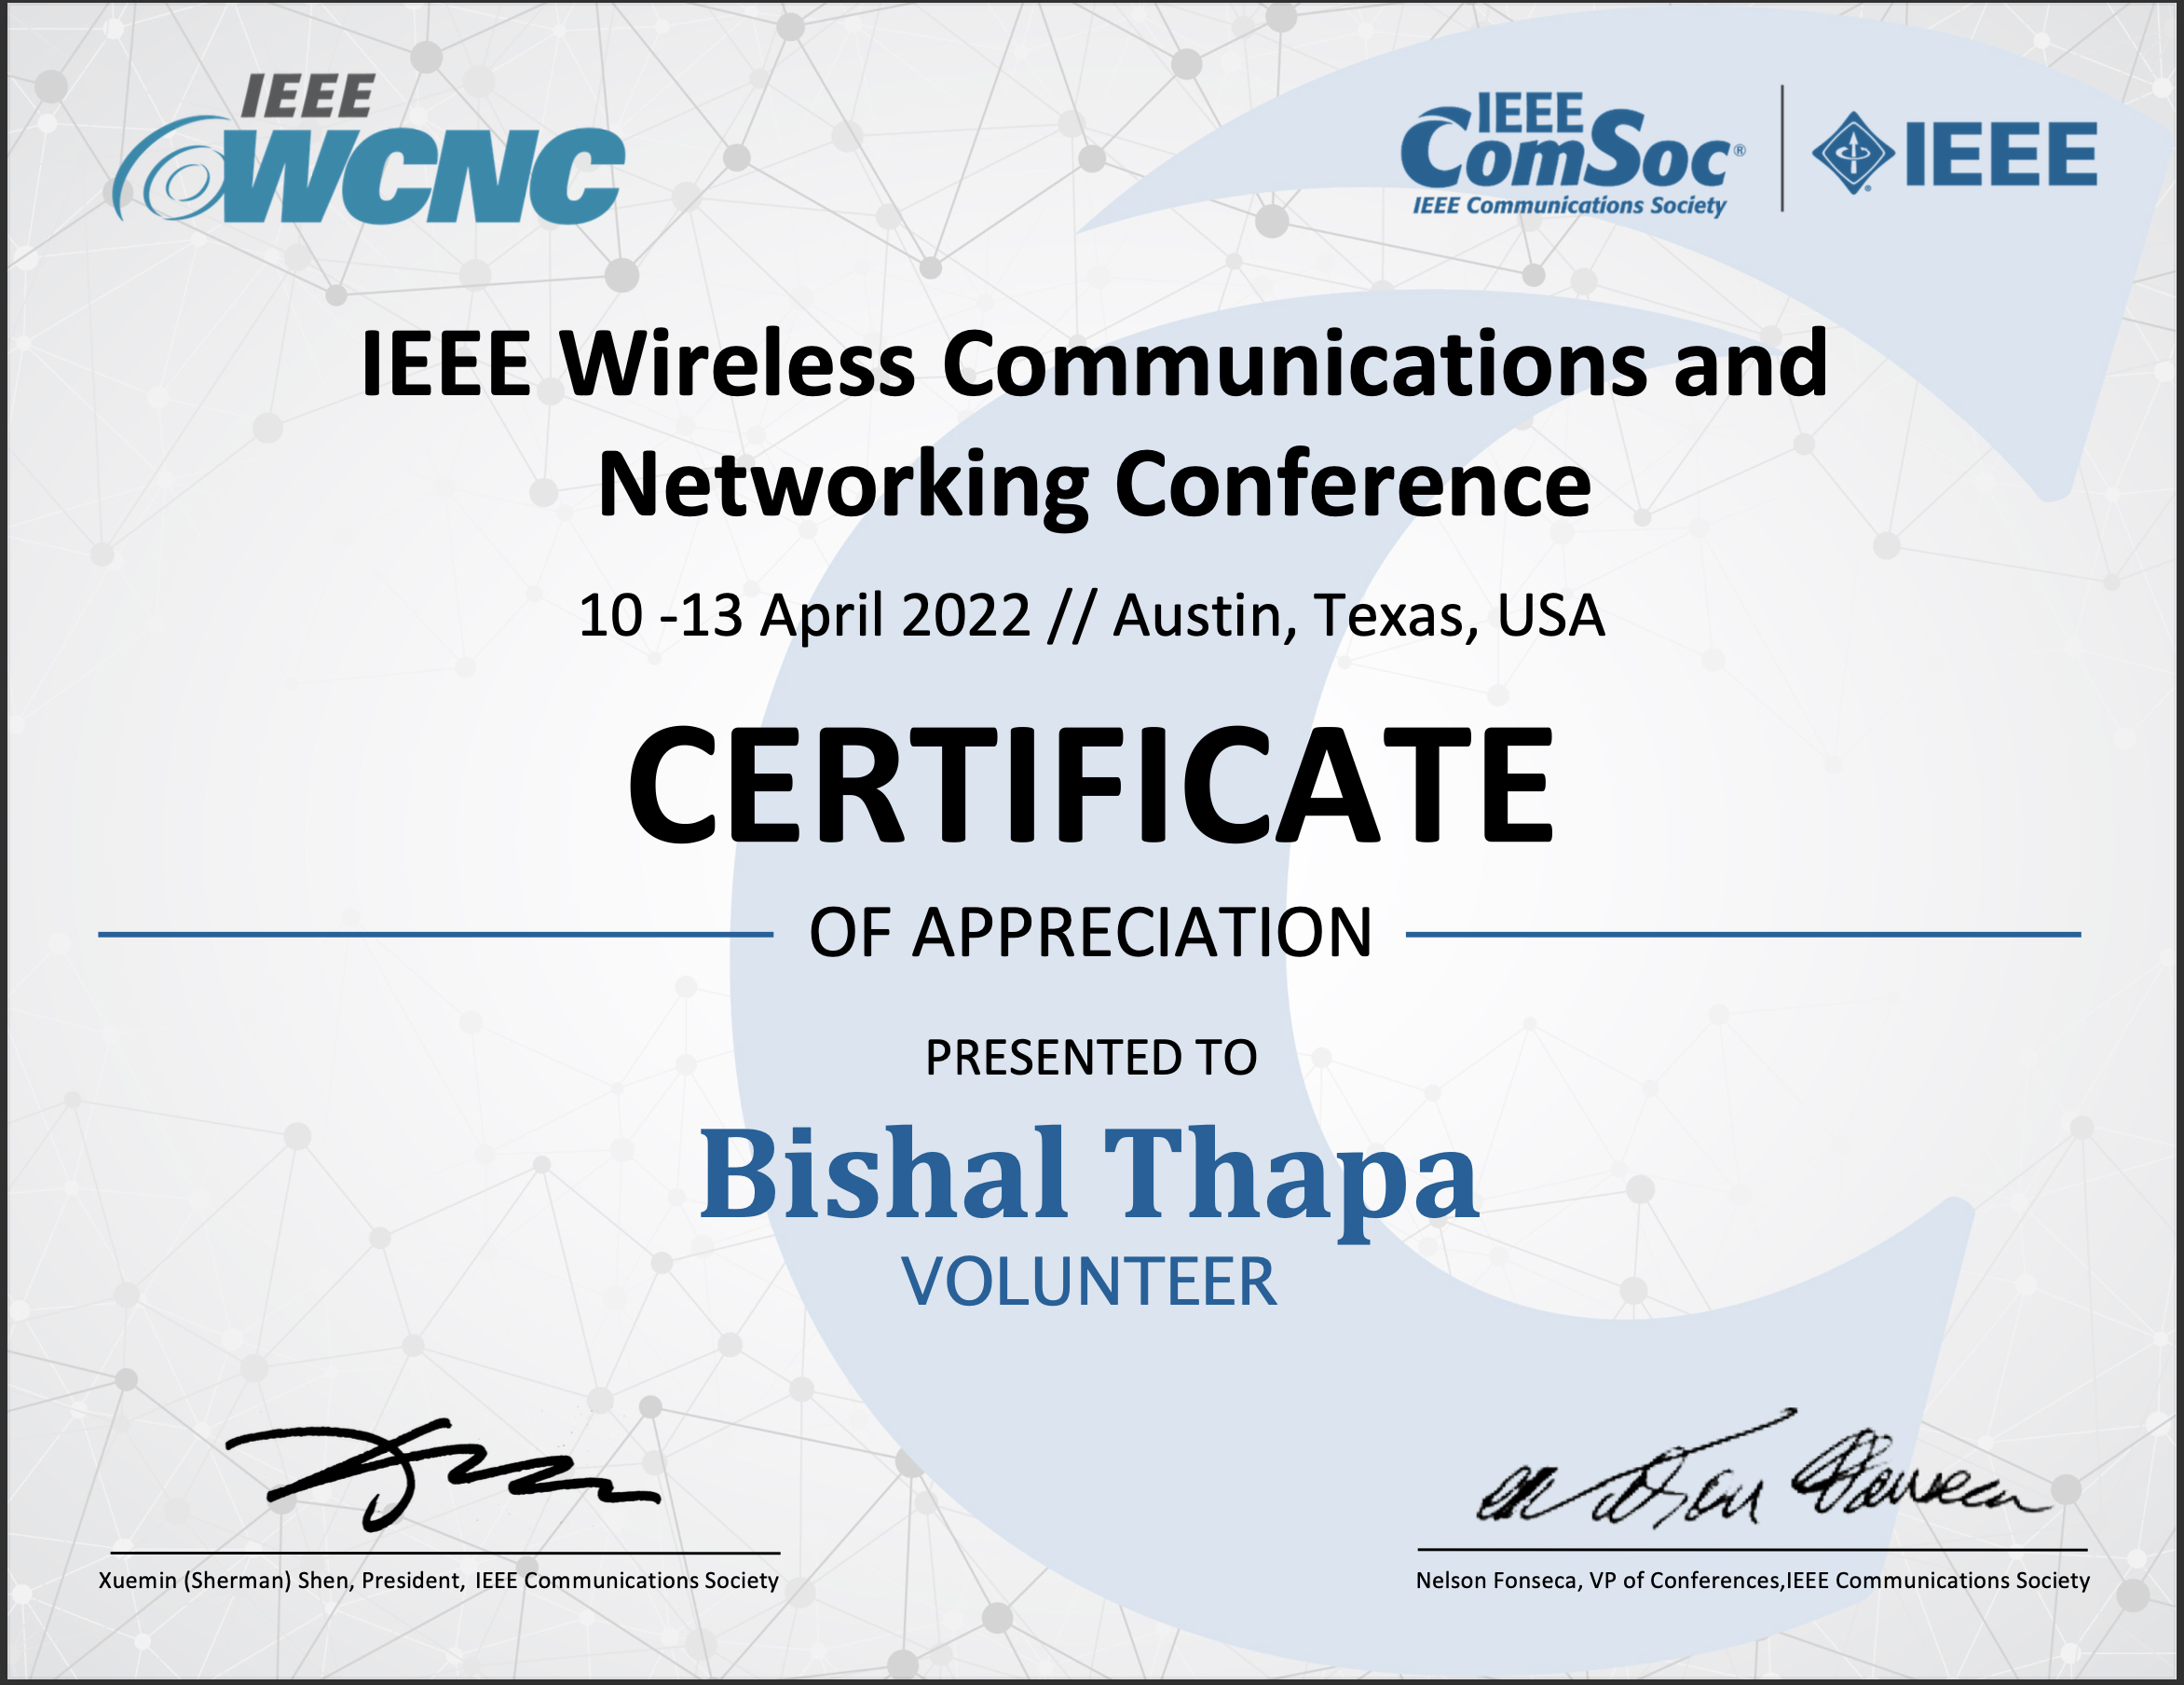 IEEE
WCNC
IEEE
ComSoc®
IEEE Communications Society
IEEE
IEEE Wireless Communications and
Networking Conference
10 -13 April 2022 // Austin, Texas, USA
CERTIFICATE
OF APPRECIATION
PRESENTED TO
Bishal Thapa
VOLUNTEER
Xuemin (Sherman) Shen, President, IEEE Communications Society
Nelson Fonseca, VP of Conferences,IEEE Communications Society